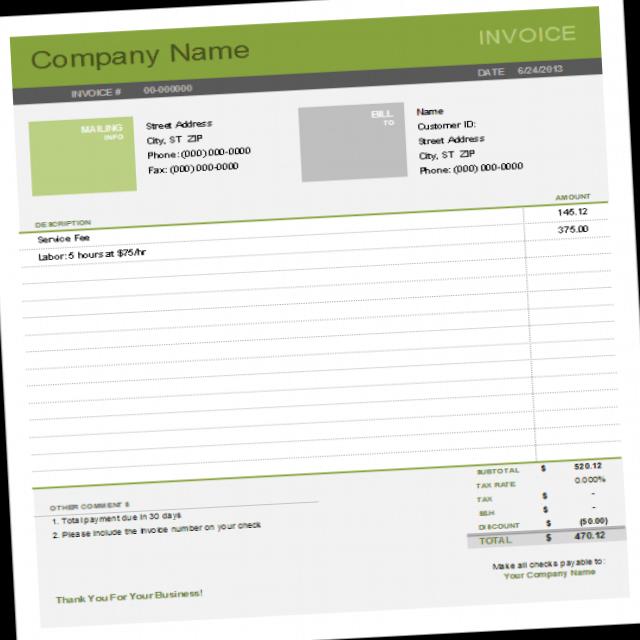 Company Name
INVOICE
INVOICE # 00-000000
DATE 6/24/2013
MAILING
INFO
Street Address
City, ST ZIP
Phone: (000) 000-0000
Fax: (000) 000-0000
BILL
TO
Name
Customer ID:
Street Address
City, ST ZIP
Phone: (000) 000-0000
DESCRIPTION AMOUNT
Service Fee 145.12
Labor: 5 hours at $75/hr 375.00
SUBTOTAL $ 520.12
TAX RATE 0.000%
TAX $ -
S&H $ -
DISCOUNT $ (50.00)
TOTAL $ 470.12
OTHER COMMENTS
1. Total payment due in 30 days
2. Please include the invoice number on your check
Make all checks payable to:
Your Company Name
Thank You For Your Business!